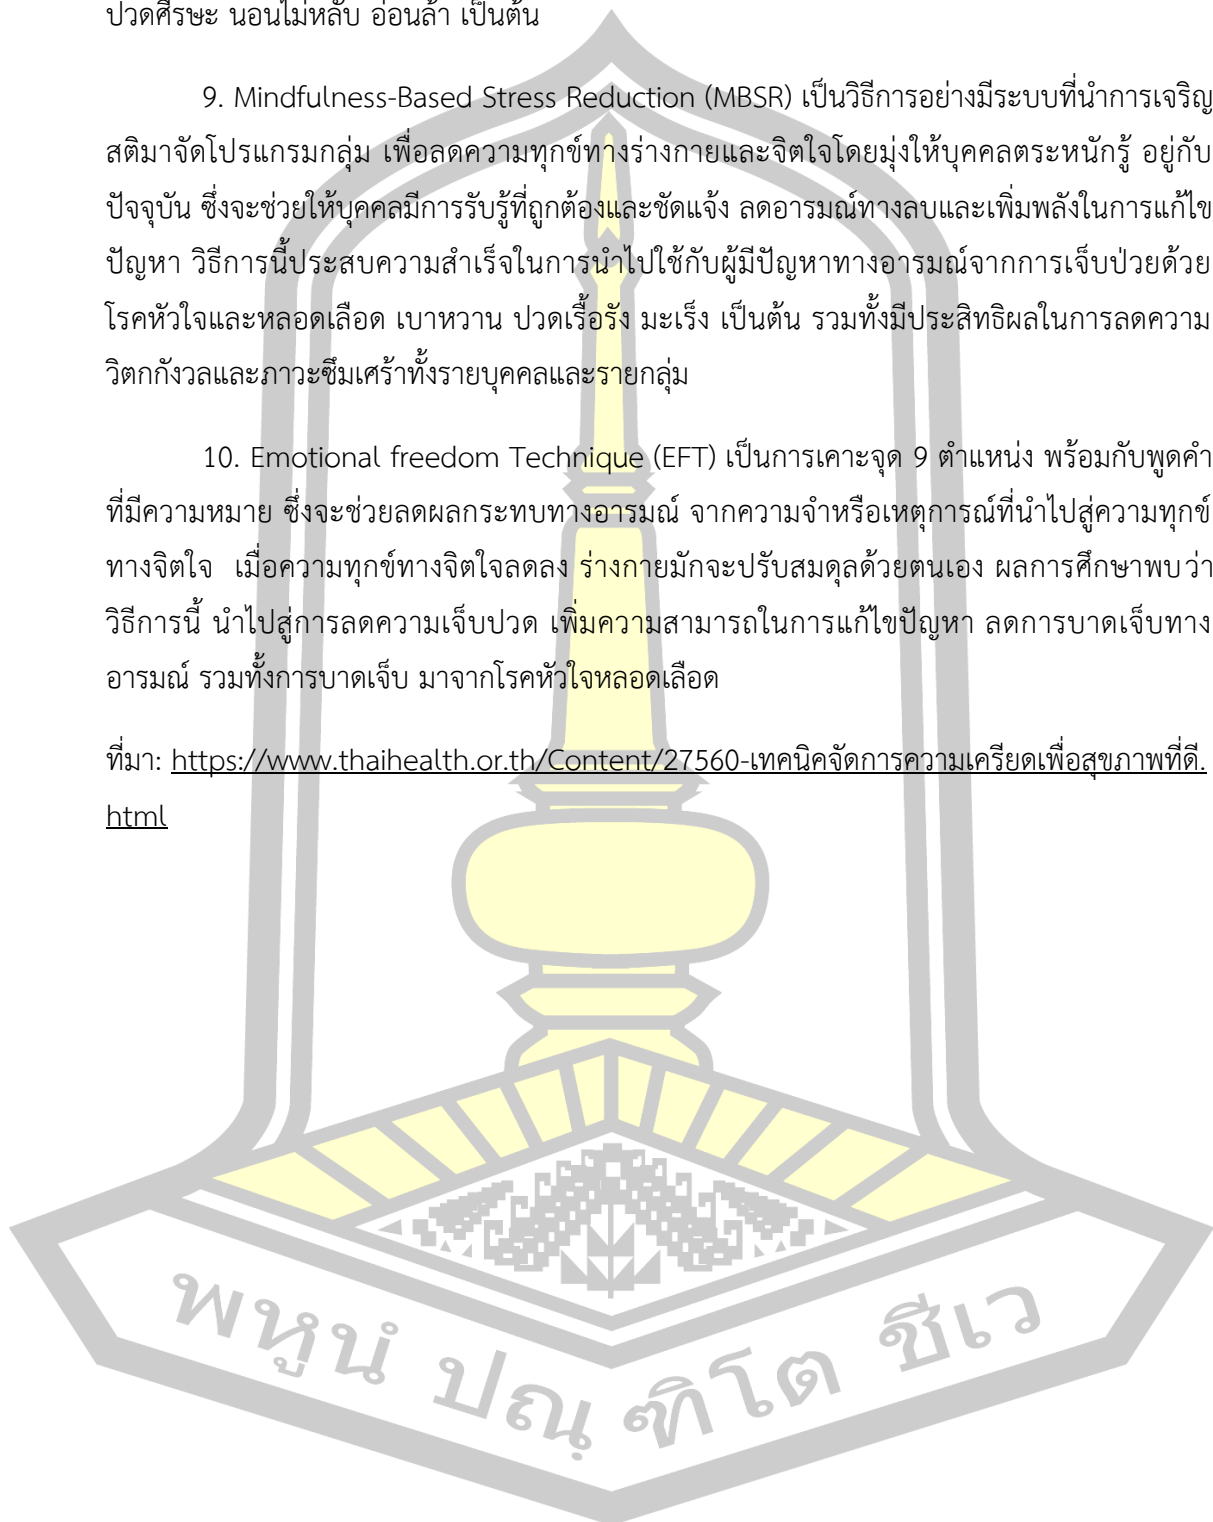 ปวดศีรษะ นอนไม่หลับ อ่อนล้า เป็นต้น
9. Mindfulness-Based Stress Reduction (MBSR) เป็นวิธีการอย่างมีระบบที่นำการเจริญ
สติมาจัดโปรแกรมกลุ่ม เพื่อลดความทุกข์ทางร่างกายและจิตใจโดยมุ่งให้บุคคลตระหนักรู้ อยู่กับ
ปัจจุบัน ซึ่งจะช่วยให้บุคคลมีการรับรู้ที่ถูกต้องและชัดแจ้ง ลดอารมณ์ทางลบและเพิ่มพลังในการแก้ไข
ปัญหา วิธีการนี้ประสบความสำเร็จในการนำไปใช้กับผู้มีปัญหาทางอารมณ์จากการเจ็บป่วยด้วย
โรคหัวใจและหลอดเลือด เบาหวาน ปวดเรื้อรัง มะเร็ง เป็นต้น รวมทั้งมีประสิทธิผลในการลดความ
วิตกกังวลและภาวะซึมเศร้าทั้งรายบุคคลและรายกลุ่ม
10. Emotional freedom Technique (EFT) เป็นการเคาะจุด 9 ตำแหน่ง พร้อมกับพูดคำ
ที่มีความหมาย ซึ่งจะช่วยลดผลกระทบทางอารมณ์ จากความจำหรือเหตุการณ์ที่นำไปสู่ความทุกข์
ทางจิตใจ เมื่อความทุกข์ทางจิตใจลดลง ร่างกายมักจะปรับสมดุลด้วยตนเอง ผลการศึกษาพบว่า
วิธีการนี้ นำไปสู่การลดความเจ็บปวด เพิ่มความสามารถในการแก้ไขปัญหา ลดการบาดเจ็บทาง
อารมณ์ รวมทั้งการบาดเจ็บ มาจากโรคหัวใจหลอดเลือด
ที่มา: https://www.thaihealth.or.th/Content/27560-เทคนิคจัดการความเครียดเพื่อสุขภาพที่ดี.
html
พหูนํ ปณฺฑิโต ชีเว